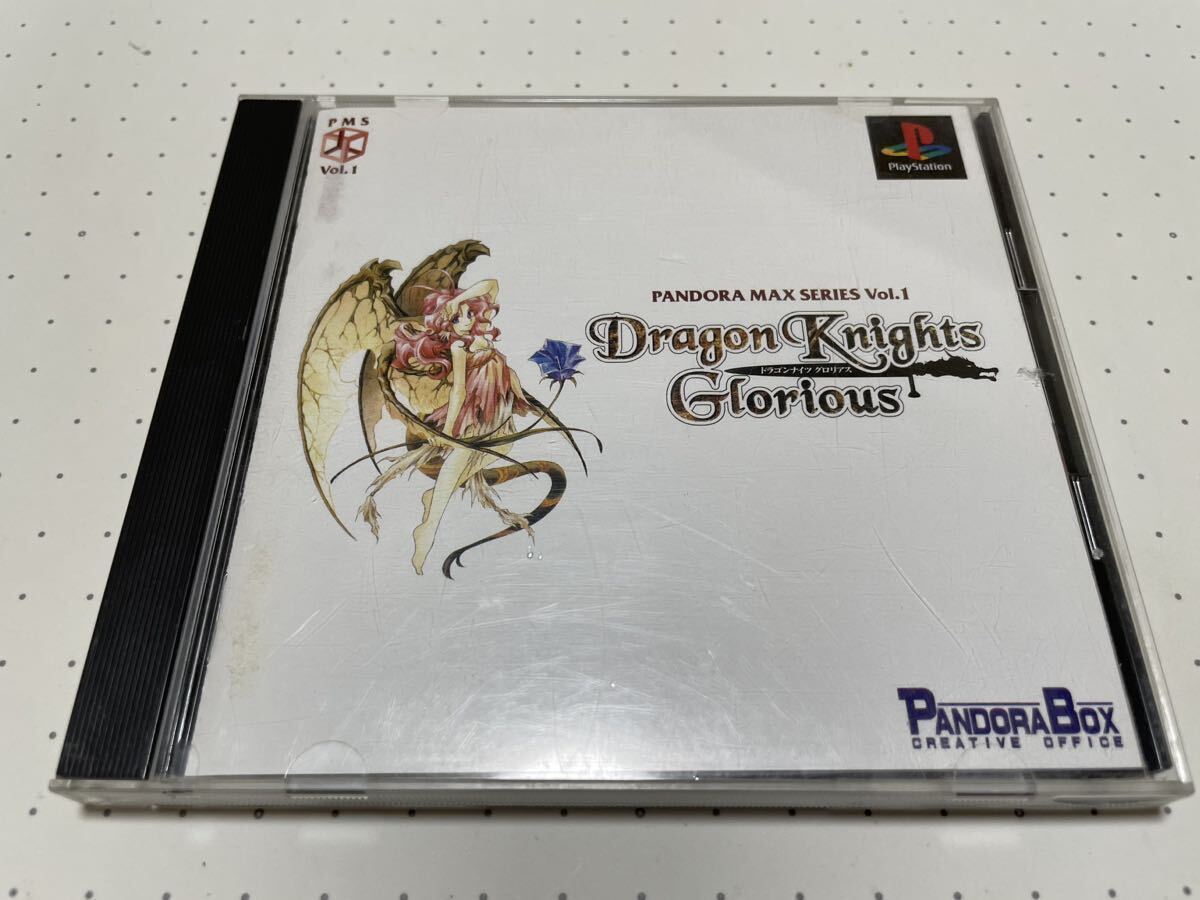 PMS
Vol.1
PlayStation
PANDORA MAX SERIES Vol.1
Dragon Knights
ドラゴンナイツ グロリアス
Glorious
PANDORA BOX
CREATIVE OFFICE